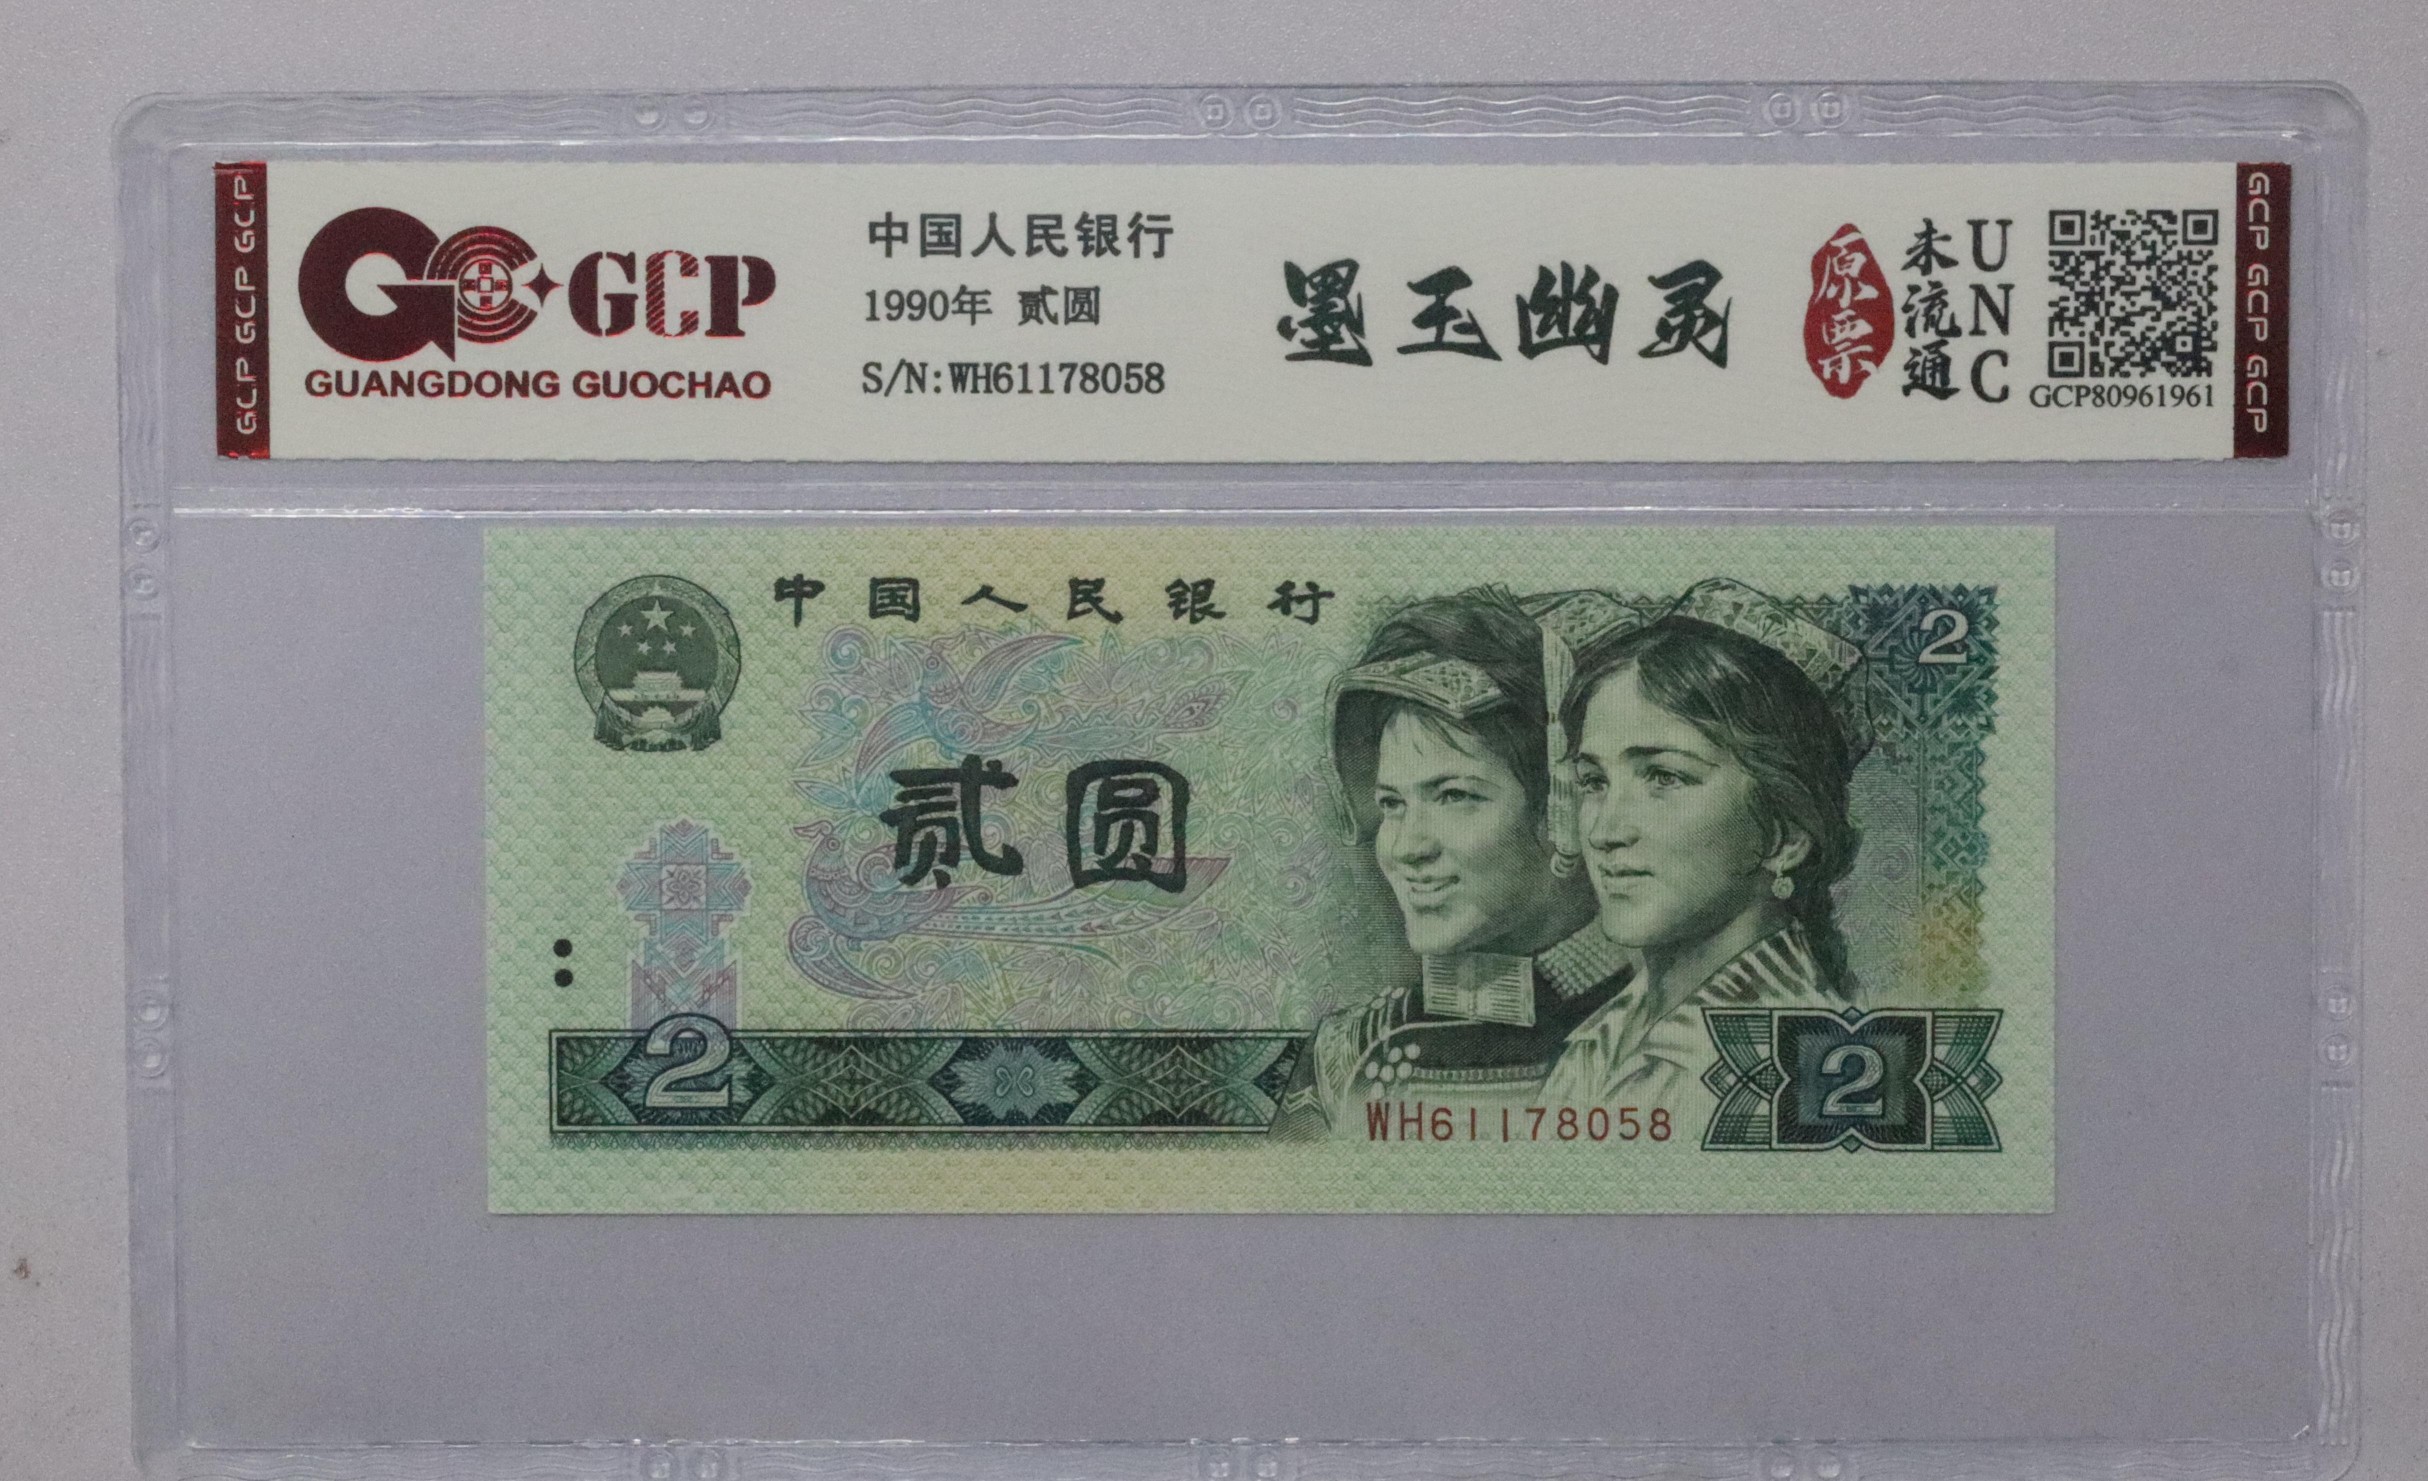 GCP GCP GCP
GCP
GUANGDONG GUOCHAO
中国人民银行
1990年 贰圆
S/N:WH61178058
墨玉幽灵
原票
未流通
UNC
GCP80961961
GCP GCP GCP
中国人民银行
2
贰圆
2
2
WH61178058